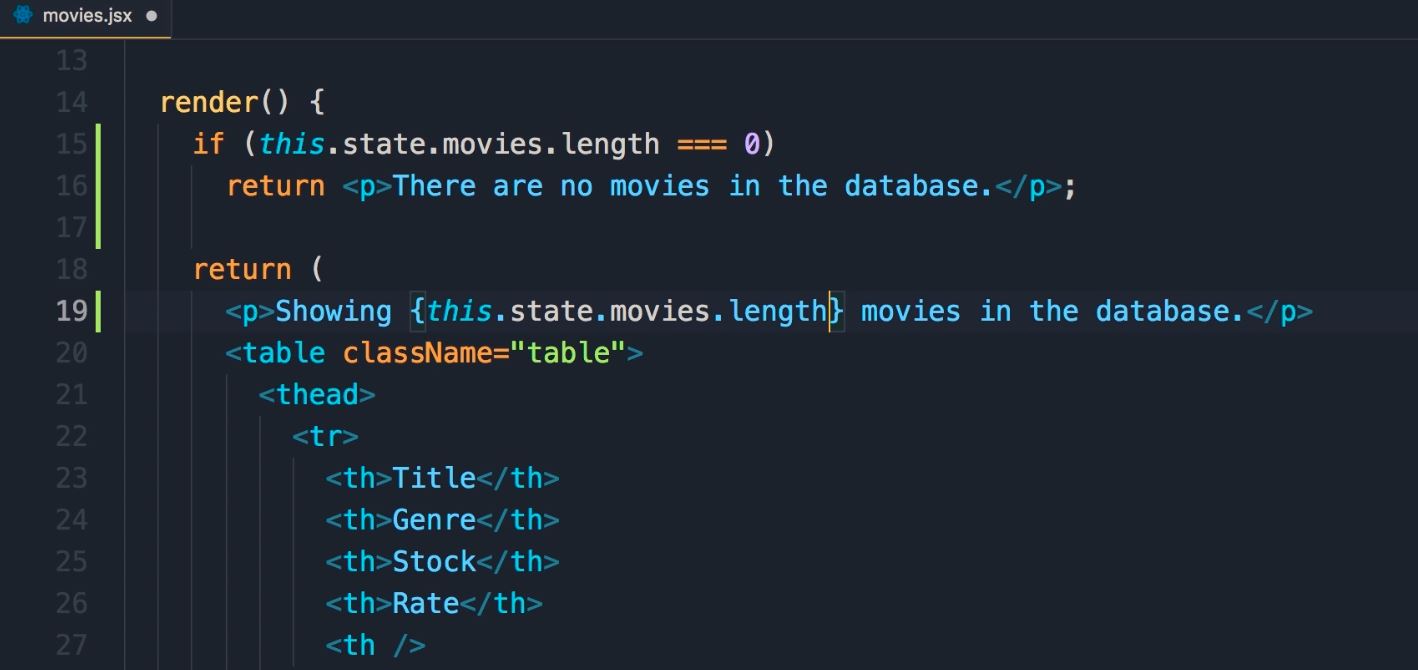 movies.jsx
13
14 render() {
15 if (this.state.movies.length === 0)
16 return <p>There are no movies in the database.</p>;
17
18 return (
19 <p>Showing {this.state.movies.length} movies in the database.</p>
20 <table className="table">
21 <thead>
22 <tr>
23 <th>Title</th>
24 <th>Genre</th>
25 <th>Stock</th>
26 <th>Rate</th>
27 <th />